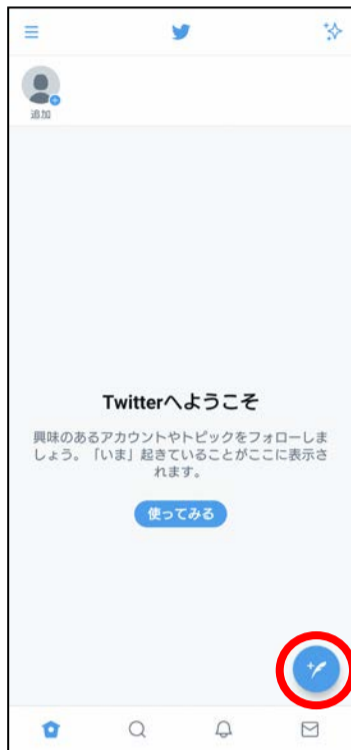 追加
Twitterへようこそ
興味のあるアカウントやトピックをフォローしま
しょう。「いま」起きていることがここに表示さ
れます。
使ってみる